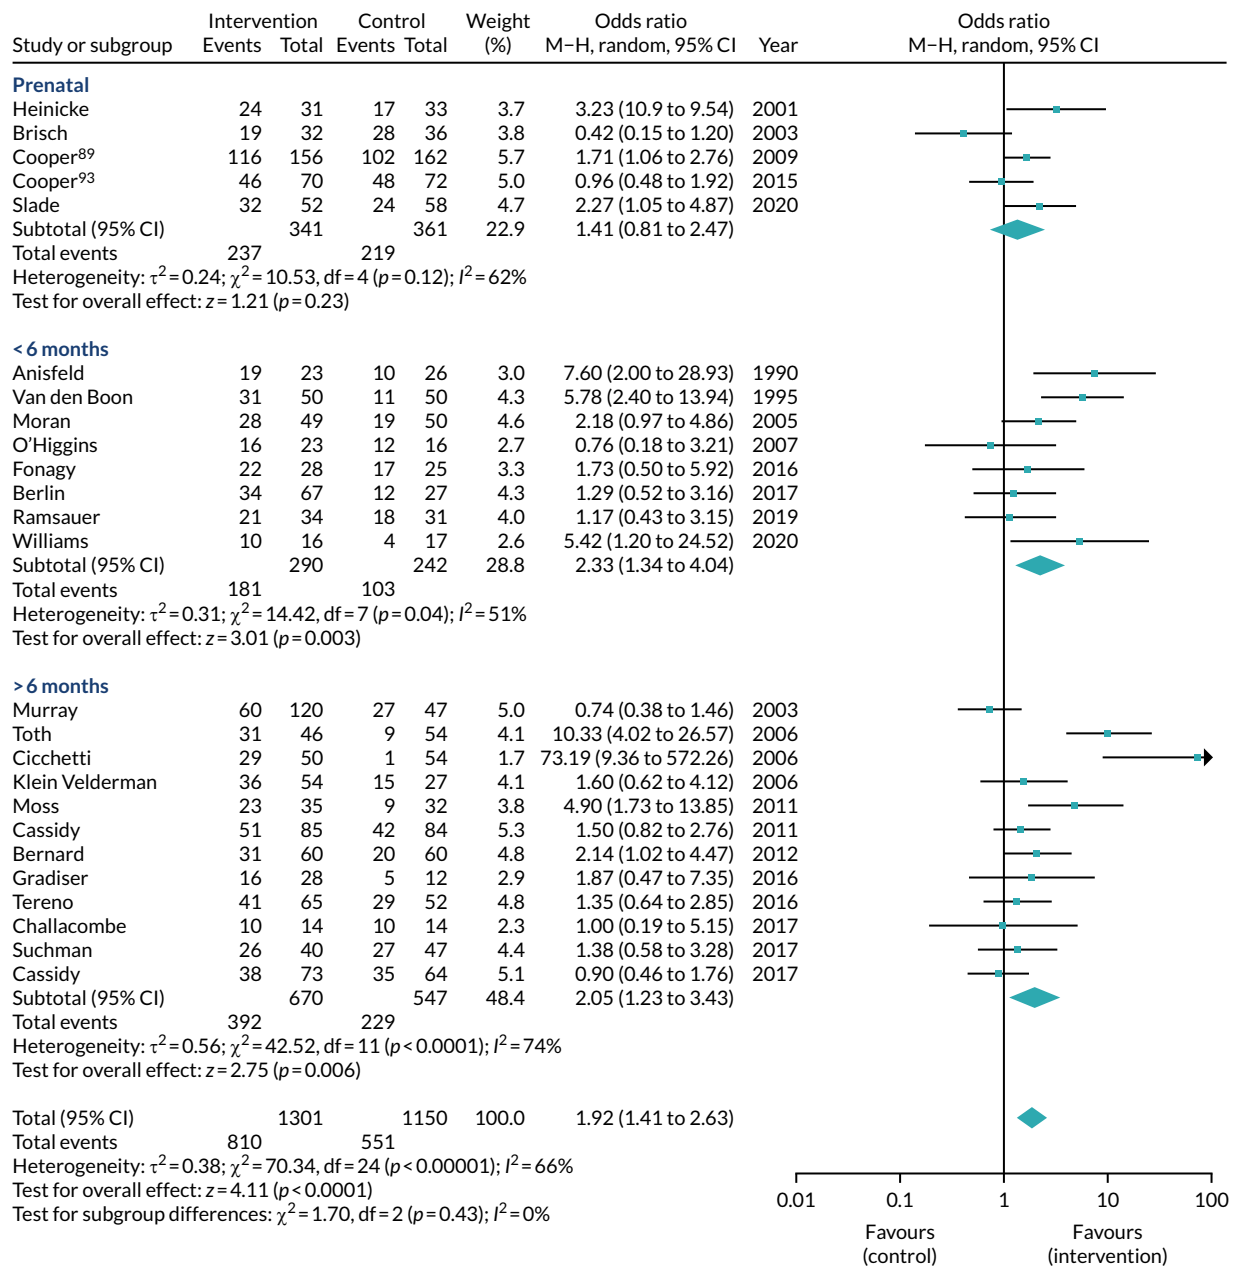 Intervention Control Weight Odds ratio Odds ratio
Study or subgroup Events Total Events Total (%) M−H, random, 95% CI Year M−H, random, 95% CI
Prenatal
Heinicke 24 31 17 33 3.7 3.23 (10.9 to 9.54) 2001
Brisch 19 32 28 36 3.8 0.42 (0.15 to 1.20) 2003
Cooper⁸⁹ 116 156 102 162 5.7 1.71 (1.06 to 2.76) 2009
Cooper⁹³ 46 70 48 72 5.0 0.96 (0.48 to 1.92) 2015
Slade 32 52 24 58 4.7 2.27 (1.05 to 4.87) 2020
Subtotal (95% CI) 341 361 22.9 1.41 (0.81 to 2.47)
Total events 237 219
Heterogeneity: τ²=0.24; χ²=10.53, df=4 (p=0.12); I²=62%
Test for overall effect: z=1.21 (p=0.23)
<6 months
Anisfeld 19 23 10 26 3.0 7.60 (2.00 to 28.93) 1990
Van den Boon 31 50 11 50 4.3 5.78 (2.40 to 13.94) 1995
Moran 28 49 19 50 4.6 2.18 (0.97 to 4.86) 2005
O’Higgins 16 23 12 16 2.7 0.76 (0.18 to 3.21) 2007
Fonagy 22 28 17 25 3.3 1.73 (0.50 to 5.92) 2016
Berlin 34 67 12 27 4.3 1.29 (0.52 to 3.16) 2017
Ramsauer 21 34 18 31 4.0 1.17 (0.43 to 3.15) 2019
Williams 10 16 4 17 2.6 5.42 (1.20 to 24.52) 2020
Subtotal (95% CI) 290 242 28.8 2.33 (1.34 to 4.04)
Total events 181 103
Heterogeneity: τ²=0.31; χ²=14.42, df=7 (p=0.04); I²=51%
Test for overall effect: z=3.01 (p=0.003)
>6 months
Murray 60 120 27 47 5.0 0.74 (0.38 to 1.46) 2003
Toth 31 46 9 54 4.1 10.33 (4.02 to 26.57) 2006
Cicchetti 29 50 1 54 1.7 73.19 (9.36 to 572.26) 2006
Klein Velderman 36 54 15 27 4.1 1.60 (0.62 to 4.12) 2006
Moss 23 35 9 32 3.8 4.90 (1.73 to 13.85) 2011
Cassidy 51 85 42 84 5.3 1.50 (0.82 to 2.76) 2011
Bernard 31 60 20 60 4.8 2.14 (1.02 to 4.47) 2012
Gradiser 16 28 5 12 2.9 1.87 (0.47 to 7.35) 2016
Tereno 41 65 29 52 4.8 1.35 (0.64 to 2.85) 2016
Challacombe 10 14 10 14 2.3 1.00 (0.19 to 5.15) 2017
Suchman 26 40 27 47 4.4 1.38 (0.58 to 3.28) 2017
Cassidy 38 73 35 64 5.1 0.90 (0.46 to 1.76) 2017
Subtotal (95% CI) 670 547 48.4 2.05 (1.23 to 3.43)
Total events 392 229
Heterogeneity: τ²=0.56; χ²=42.52, df=11 (p<0.0001); I²=74%
Test for overall effect: z=2.75 (p=0.006)
Total (95% CI) 1301 1150 100.0 1.92 (1.41 to 2.63)
Total events 810 551
Heterogeneity: τ²=0.38; χ²=70.34, df=24 (p<0.00001); I²=66%
Test for overall effect: z=4.11 (p<0.0001)
Test for subgroup differences: χ²=1.70, df=2 (p=0.43); I²=0%
0.01 0.1 1 10 100
Favours (control)
Favours (intervention)